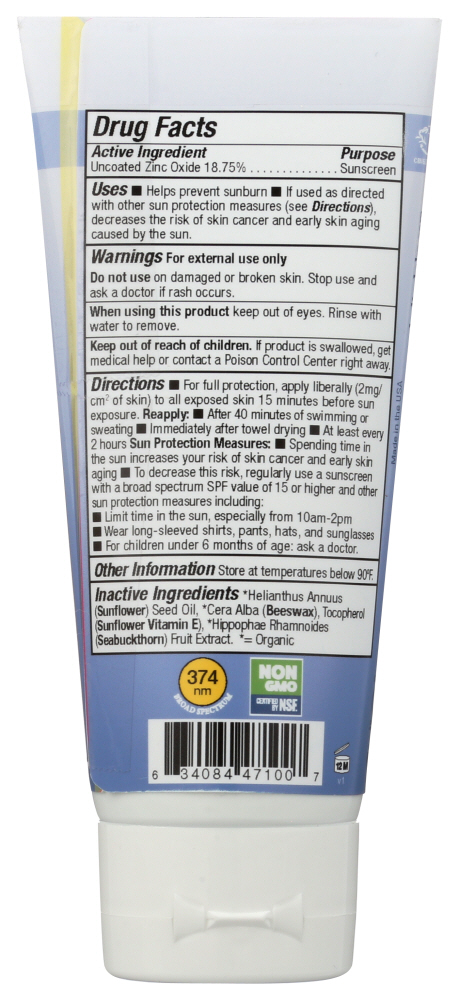 Drug Facts
Active Ingredient Purpose
Uncoated Zinc Oxide 18.75% . . . . . . . . . . . . . . . Sunscreen
Uses ■ Helps prevent sunburn ■ If used as directed
with other sun protection measures (see Directions),
decreases the risk of skin cancer and early skin aging
caused by the sun.
Warnings For external use only
Do not use on damaged or broken skin. Stop use and
ask a doctor if rash occurs.
When using this product keep out of eyes. Rinse with
water to remove.
Keep out of reach of children. If product is swallowed, get
medical help or contact a Poison Control Center right away.
Directions ■ For full protection, apply liberally (2mg/
cm² of skin) to all exposed skin 15 minutes before sun
exposure. Reapply: ■ After 40 minutes of swimming or
sweating ■ Immediately after towel drying ■ At least every
2 hours Sun Protection Measures: ■ Spending time in
the sun increases your risk of skin cancer and early skin
aging ■ To decrease this risk, regularly use a sunscreen
with a broad spectrum SPF value of 15 or higher and other
sun protection measures including:
■ Limit time in the sun, especially from 10am-2pm
■ Wear long-sleeved shirts, pants, hats, and sunglasses
■ For children under 6 months of age: ask a doctor.
Other Information Store at temperatures below 90°F.
Inactive Ingredients *Helianthus Annuus
(Sunflower) Seed Oil, *Cera Alba (Beeswax), Tocopherol
(Sunflower Vitamin E), *Hippophae Rhamnoides
(Seabuckthorn) Fruit Extract. *= Organic
Made in the USA
374
nm
BROAD SPECTRUM
NON
GMO
CERTIFIED
BY NSF
6 34084 47100 7
12 M
v1